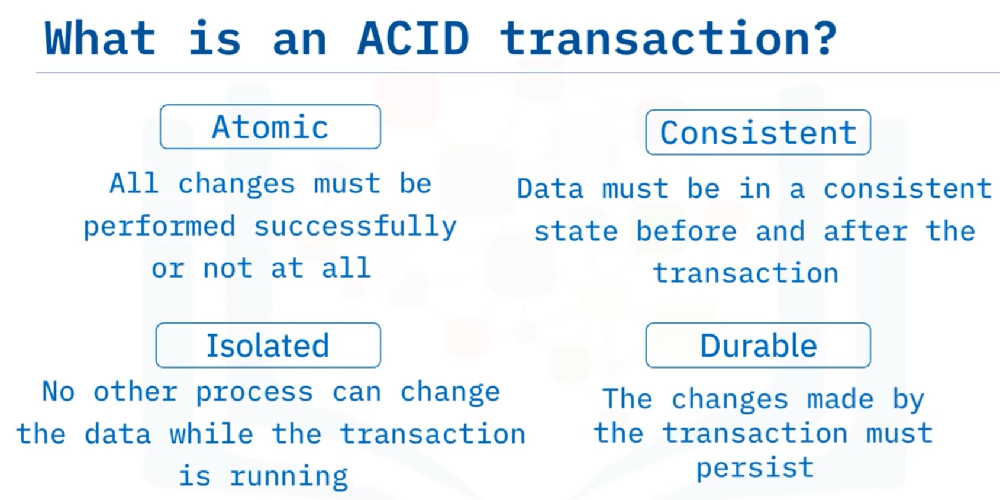 What is an ACID transaction?
Atomic
All changes must be
performed successfully
or not at all
Consistent
Data must be in a consistent
state before and after the
transaction
Isolated
No other process can change
the data while the transaction
is running
Durable
The changes made by
the transaction must
persist